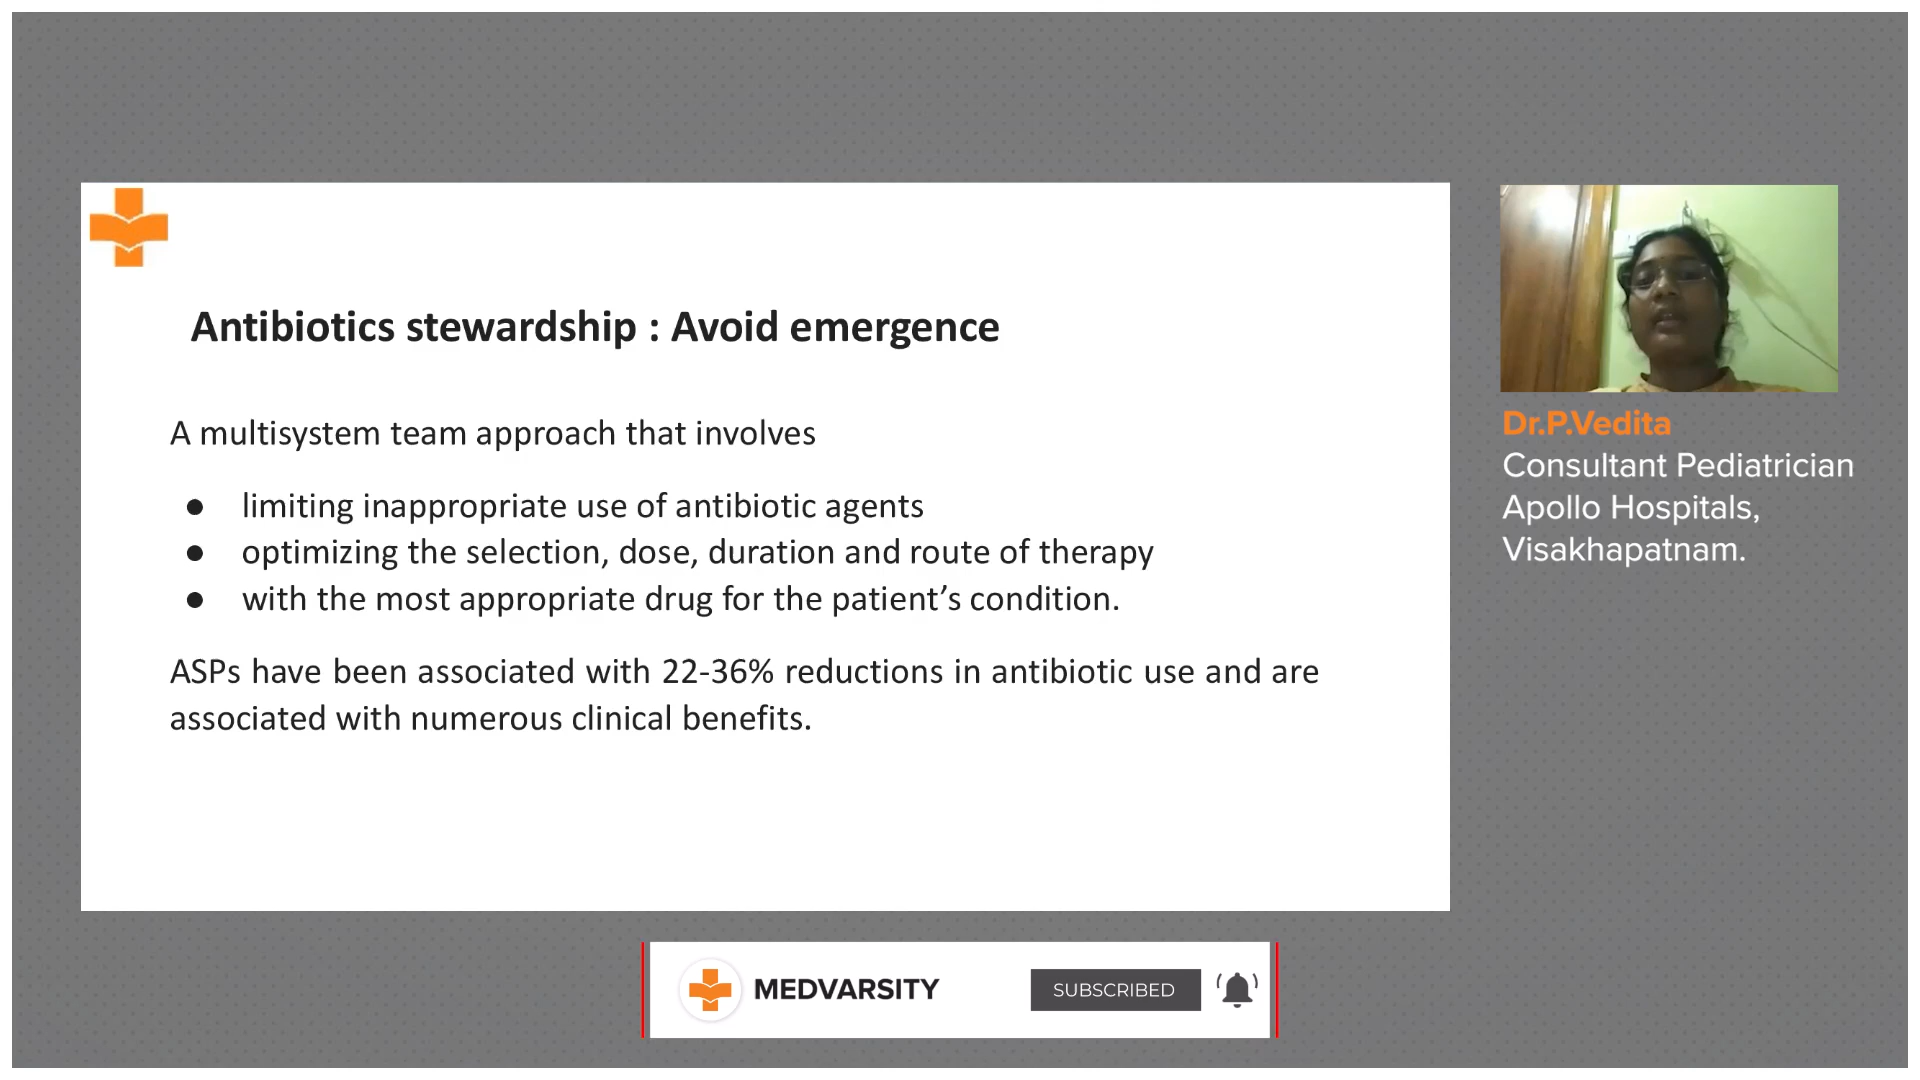 Antibiotics stewardship : Avoid emergence
A multisystem team approach that involves
● limiting inappropriate use of antibiotic agents
● optimizing the selection, dose, duration and route of therapy
● with the most appropriate drug for the patient’s condition.
ASPs have been associated with 22-36% reductions in antibiotic use and are
associated with numerous clinical benefits.
Dr.P.Vedita
Consultant Pediatrician
Apollo Hospitals,
Visakhapatnam.
MEDVARSITY
SUBSCRIBED